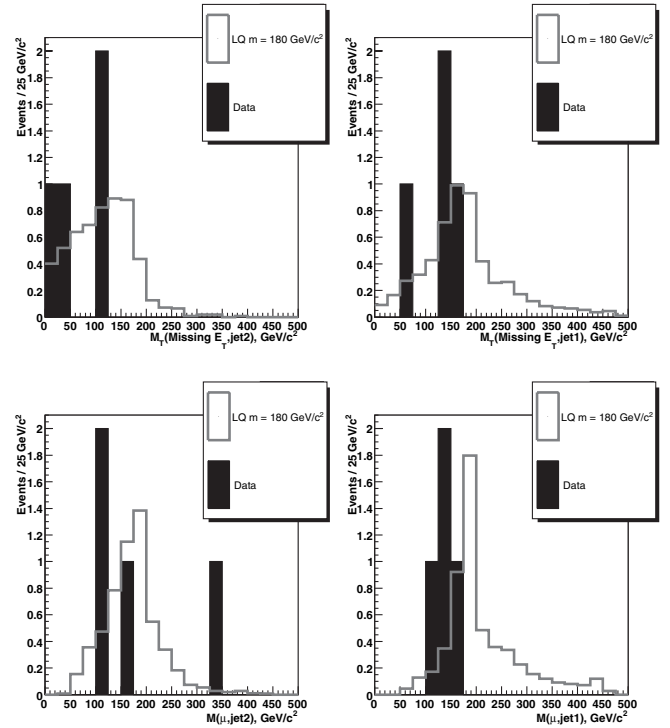 Events / 25 GeV/c²
2
1.8
1.6
1.4
1.2
1
0.8
0.6
0.4
0.2
0
0 50 100 150 200 250 300 350 400 450 500
M_T(Missing E_T,jet2), GeV/c²
LQ m = 180 GeV/c²
Data
Events / 25 GeV/c²
2
1.8
1.6
1.4
1.2
1
0.8
0.6
0.4
0.2
0
0 50 100 150 200 250 300 350 400 450 500
M_T(Missing E_T,jet1), GeV/c²
LQ m = 180 GeV/c²
Data
Events / 25 GeV/c²
2
1.8
1.6
1.4
1.2
1
0.8
0.6
0.4
0.2
0
0 50 100 150 200 250 300 350 400 450 500
M(μ,jet2) GeV/c²
LQ m = 180 GeV/c²
Data
Events / 25 GeV/c²
2
1.8
1.6
1.4
1.2
1
0.8
0.6
0.4
0.2
0
0 50 100 150 200 250 300 350 400 450 500
M(μ,jet1) GeV/c²
LQ m = 180 GeV/c²
Data